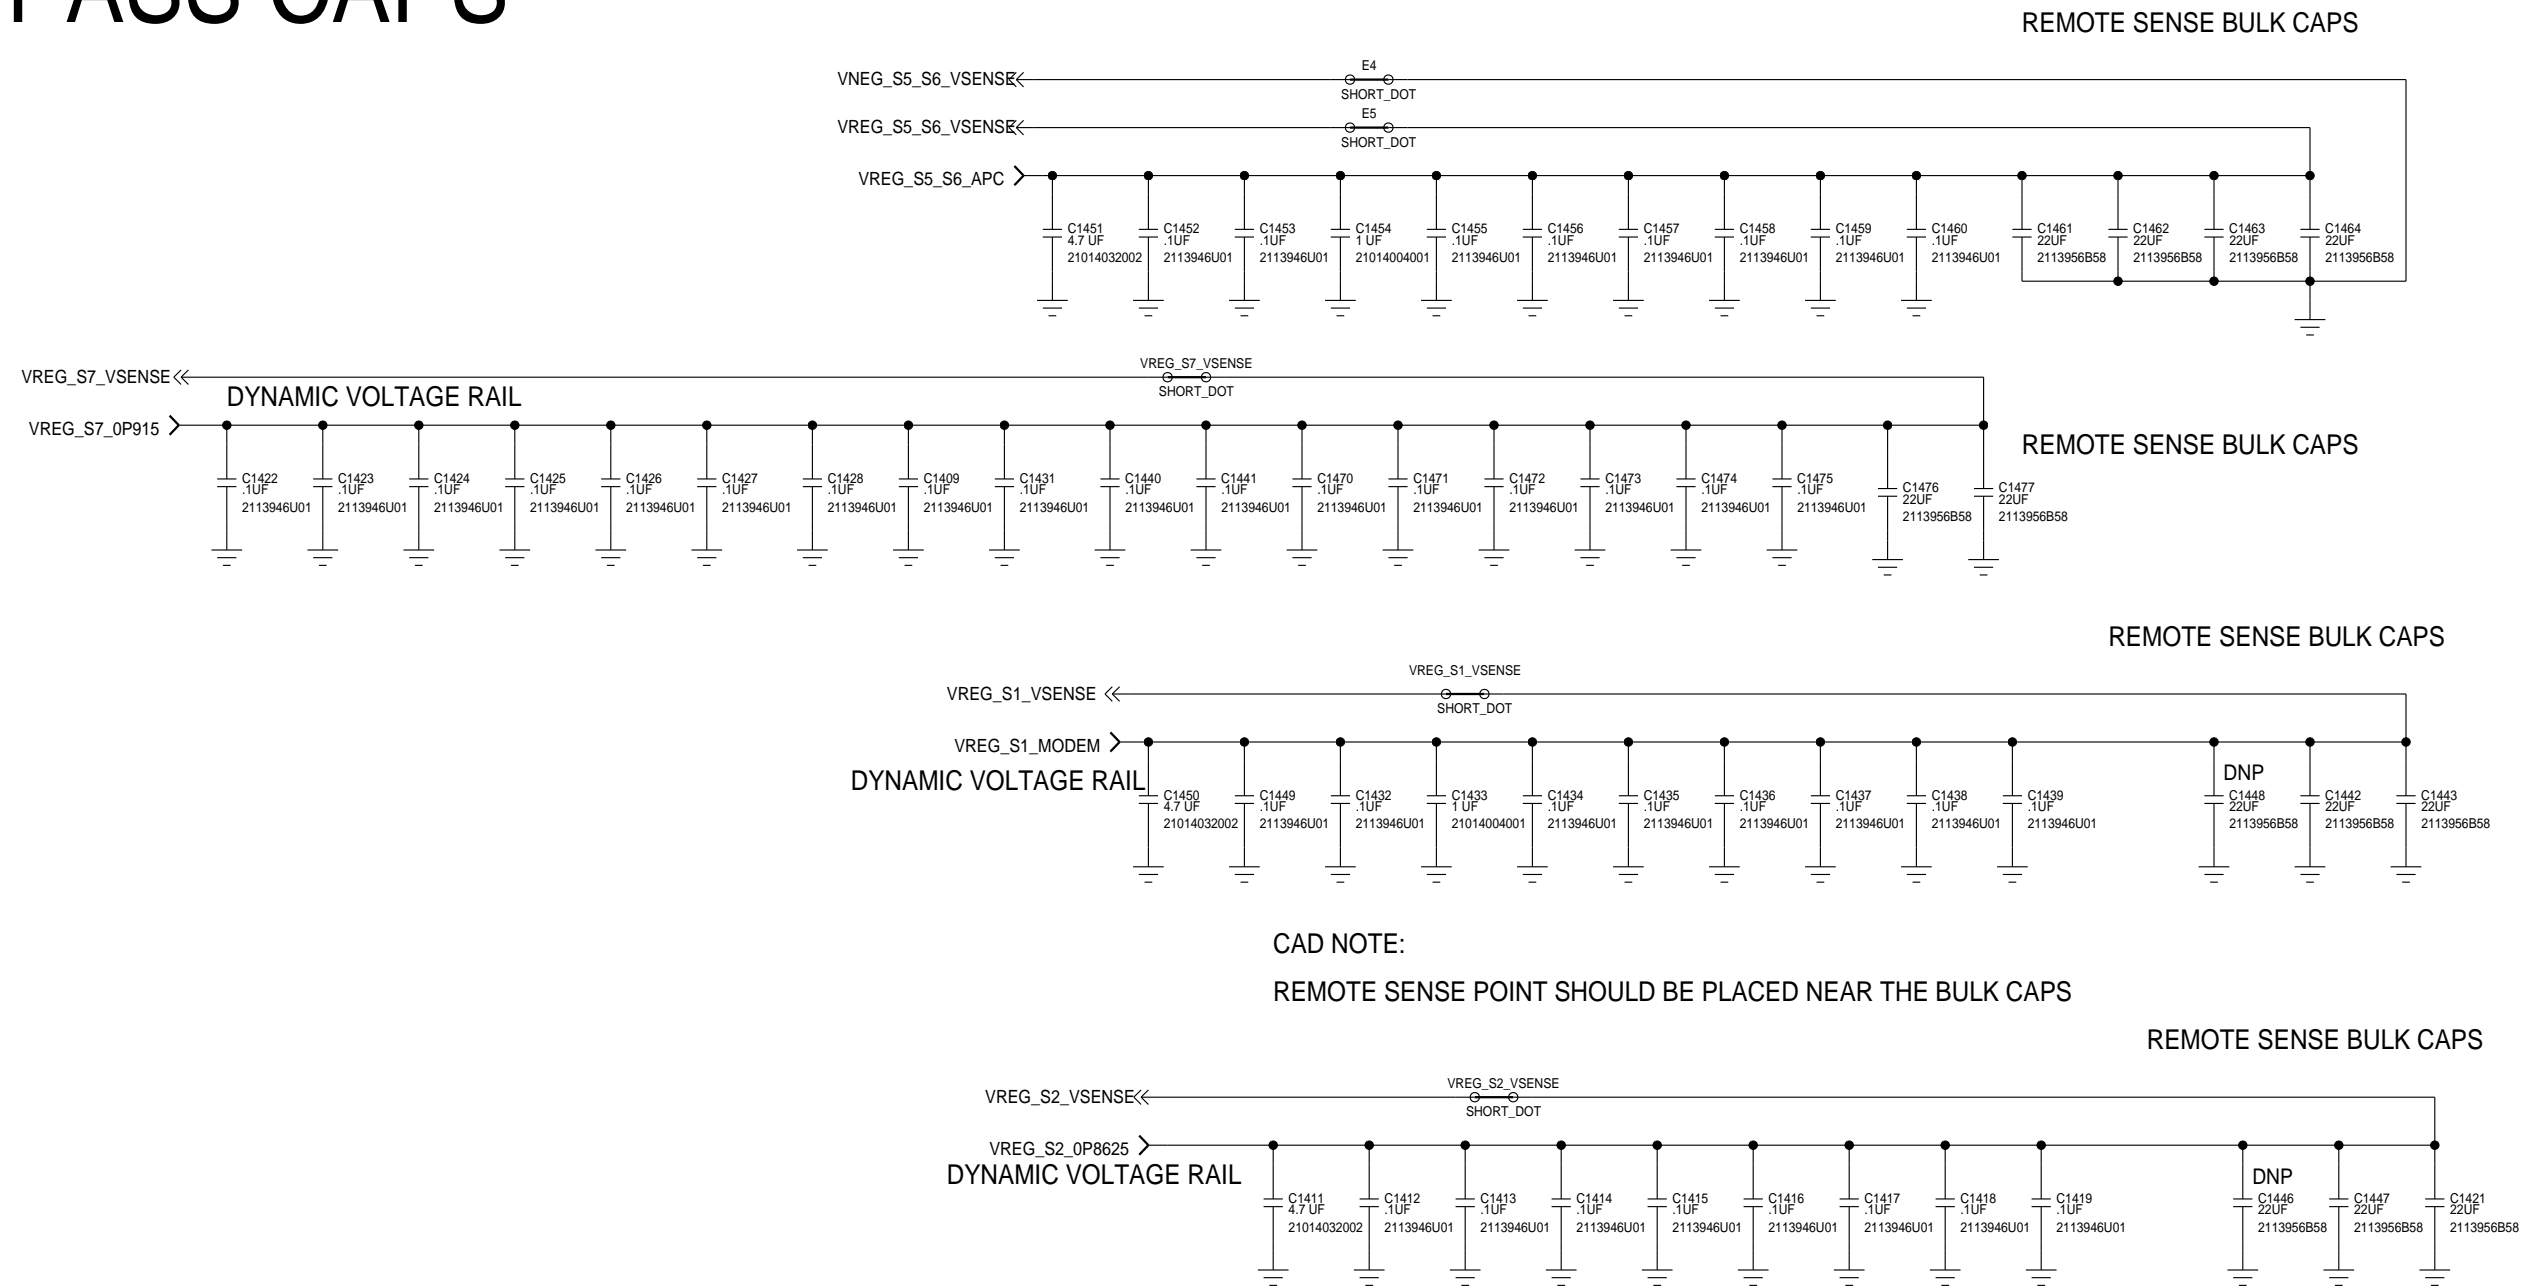 PASS CAPS
REMOTE SENSE BULK CAPS
E4
VNEG_S5_S6_VSENSE
SHORT_DOT
E5
VREG_S5_S6_VSENSE
SHORT_DOT
VREG_S5_S6_APC
C1451 C1452 C1453 C1454 C1455 C1456 C1457 C1458 C1459 C1460 C1461 C1462 C1463 C1464
4.7 UF .1UF .1UF 1 UF .1UF .1UF .1UF .1UF .1UF .1UF 22UF 22UF 22UF 22UF
21014032002 2113946U01 2113946U01 21014004001 2113946U01 2113946U01 2113946U01 2113946U01 2113946U01 2113946U01 2113956B58 2113956B58 2113956B58 2113956B58
VREG_S7_VSENSE
VREG_S7_VSENSE
SHORT_DOT
DYNAMIC VOLTAGE RAIL
VREG_S7_0P915
REMOTE SENSE BULK CAPS
C1422 C1423 C1424 C1425 C1426 C1427 C1428 C1409 C1431 C1440 C1441 C1470 C1471 C1472 C1473 C1474 C1475 C1476 C1477
.1UF .1UF .1UF .1UF .1UF .1UF .1UF .1UF .1UF .1UF .1UF .1UF .1UF .1UF .1UF .1UF .1UF 22UF 22UF
2113946U01 2113946U01 2113946U01 2113946U01 2113946U01 2113946U01 2113946U01 2113946U01 2113946U01 2113946U01 2113946U01 2113946U01 2113946U01 2113946U01 2113946U01 2113946U01 2113946U01 2113956B58 2113956B58
REMOTE SENSE BULK CAPS
VREG_S1_VSENSE
VREG_S1_VSENSE
SHORT_DOT
VREG_S1_MODEM
DYNAMIC VOLTAGE RAIL
DNP
C1450 C1449 C1432 C1433 C1434 C1435 C1436 C1437 C1438 C1439 C1448 C1442 C1443
4.7 UF .1UF .1UF 1 UF .1UF .1UF .1UF .1UF .1UF .1UF 22UF 22UF 22UF
21014032002 2113946U01 2113946U01 21014004001 2113946U01 2113946U01 2113946U01 2113946U01 2113946U01 2113946U01 2113956B58 2113956B58 2113956B58
CAD NOTE:
REMOTE SENSE POINT SHOULD BE PLACED NEAR THE BULK CAPS
REMOTE SENSE BULK CAPS
VREG_S2_VSENSE
VREG_S2_VSENSE
SHORT_DOT
VREG_S2_0P8625
DYNAMIC VOLTAGE RAIL
DNP
C1411 C1412 C1413 C1414 C1415 C1416 C1417 C1418 C1419 C1446 C1447 C1421
4.7 UF .1UF .1UF .1UF .1UF .1UF .1UF .1UF .1UF 22UF 22UF 22UF
21014032002 2113946U01 2113946U01 2113946U01 2113946U01 2113946U01 2113946U01 2113946U01 2113946U01 2113956B58 2113956B58 2113956B58